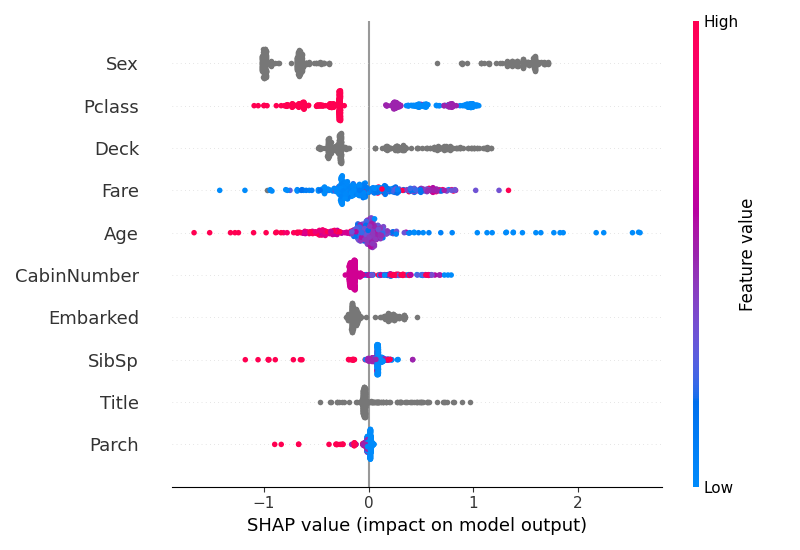 High
Sex
Pclass
Deck
Fare
Age
CabinNumber
Embarked
SibSp
Title
Parch
Feature value
Low
−1 0 1 2
SHAP value (impact on model output)